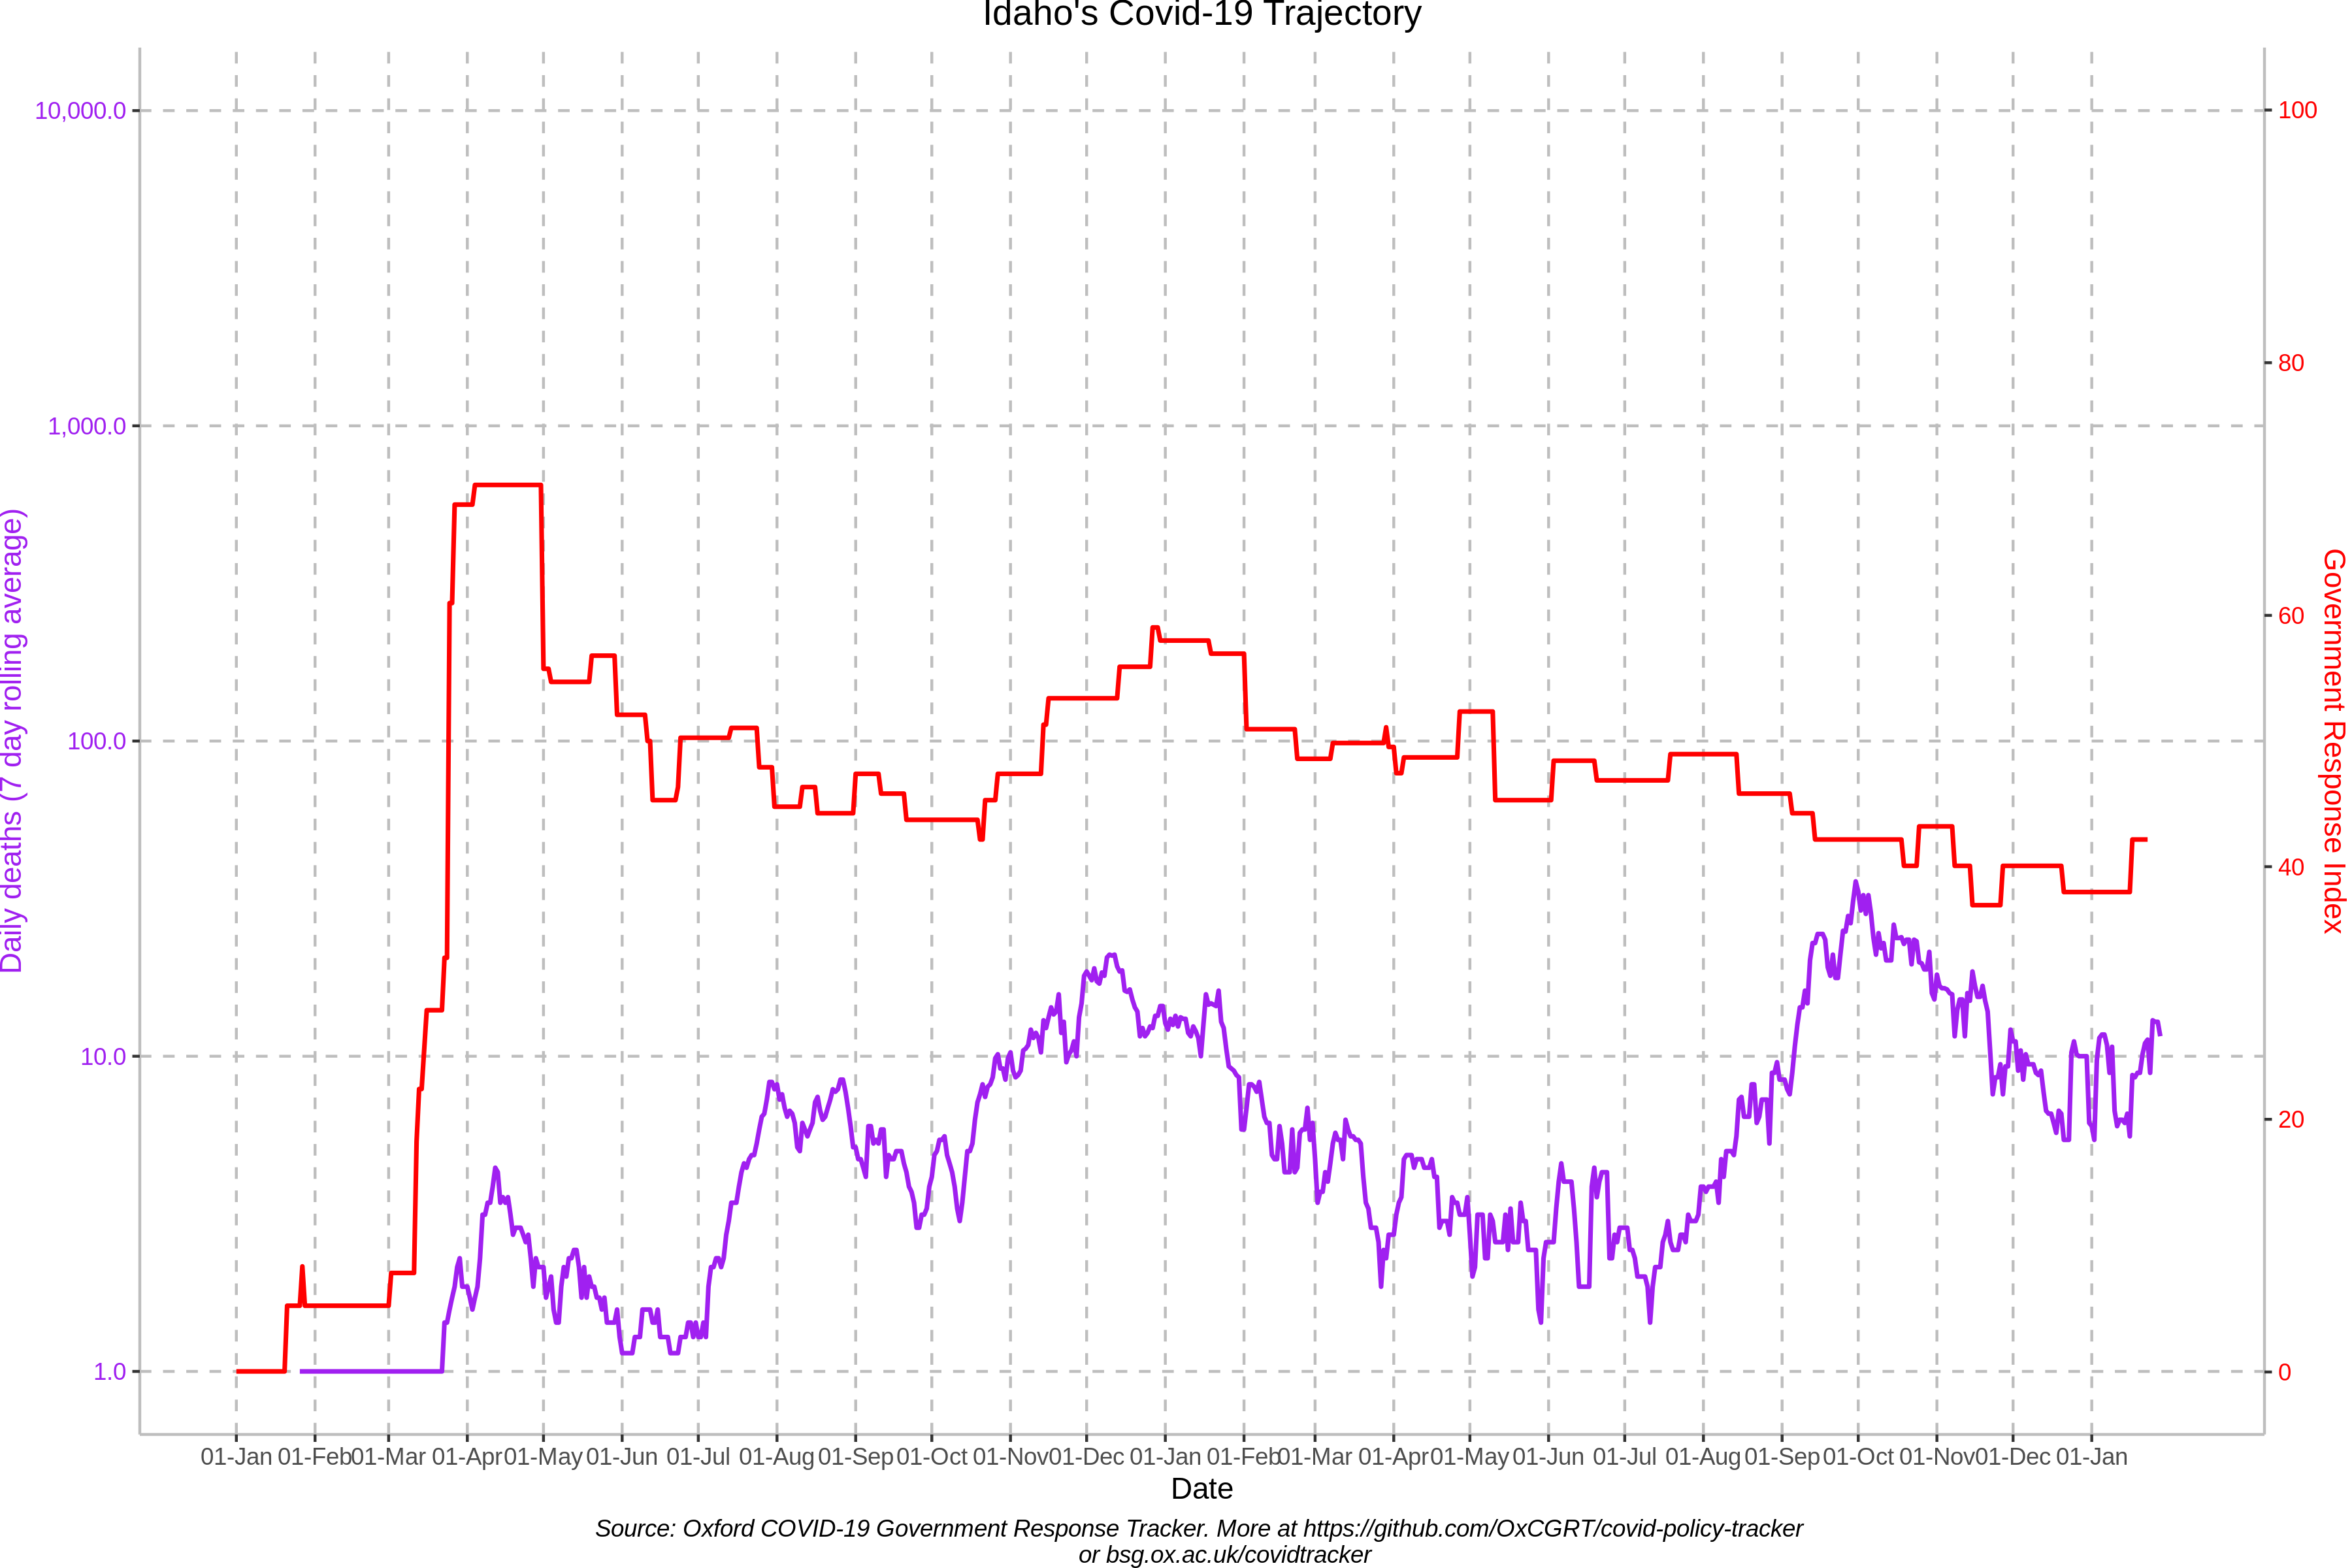 Idaho's Covid-19 Trajectory
Daily deaths (7 day rolling average)
10,000.0
1,000.0
100.0
10.0
1.0
100
80
60
40
20
0
Government Response Index
01-Jan 01-Feb 01-Mar 01-Apr 01-May 01-Jun 01-Jul 01-Aug 01-Sep 01-Oct 01-Nov 01-Dec 01-Jan 01-Feb 01-Mar 01-Apr 01-May 01-Jun 01-Jul 01-Aug 01-Sep 01-Oct 01-Nov 01-Dec 01-Jan
Date
Source: Oxford COVID-19 Government Response Tracker. More at https://github.com/OxCGRT/covid-policy-tracker
or bsg.ox.ac.uk/covidtracker